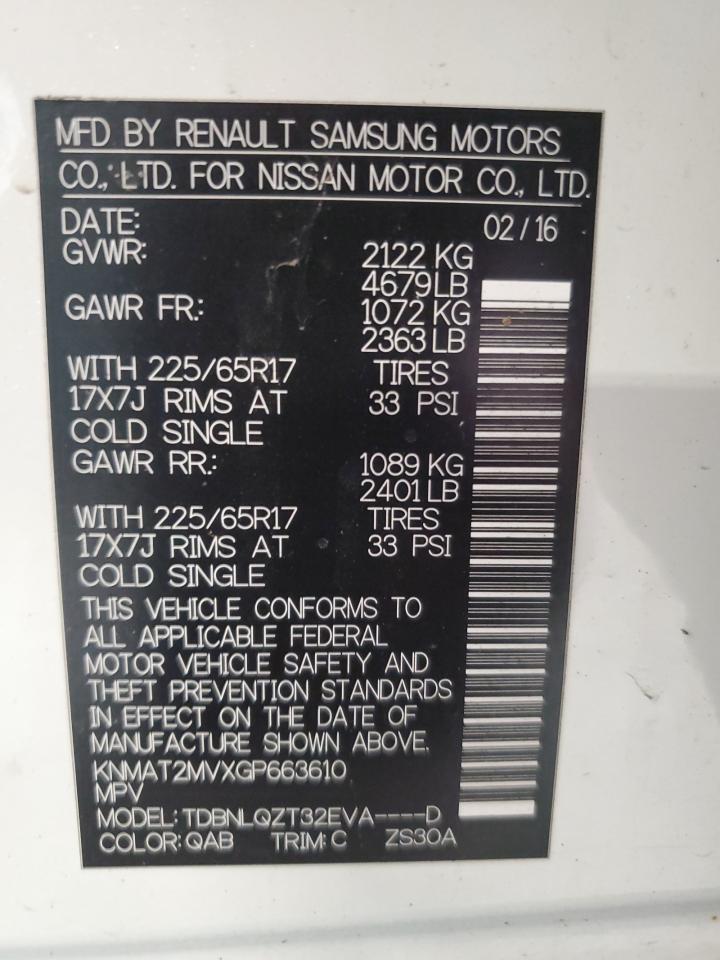 MFD BY RENAULT SAMSUNG MOTORS
CO., LTD. FOR NISSAN MOTOR CO., LTD.
DATE: 02 / 16
GVWR: 2122 KG
4679 LB
GAWR FR.: 1072 KG
2363 LB
WITH 225/65R17 TIRES
17X7J RIMS AT 33 PSI
COLD SINGLE
GAWR RR.: 1089 KG
2401 LB
WITH 225/65R17 TIRES
17X7J RIMS AT 33 PSI
COLD SINGLE
THIS VEHICLE CONFORMS TO
ALL APPLICABLE FEDERAL
MOTOR VEHICLE SAFETY AND
THEFT PREVENTION STANDARDS
IN EFFECT ON THE DATE OF
MANUFACTURE SHOWN ABOVE.
KNMAT2MVXGP663610
MPV
MODEL: TDBNLQZT32EVA----D
COLOR: QAB TRIM: C ZS30A